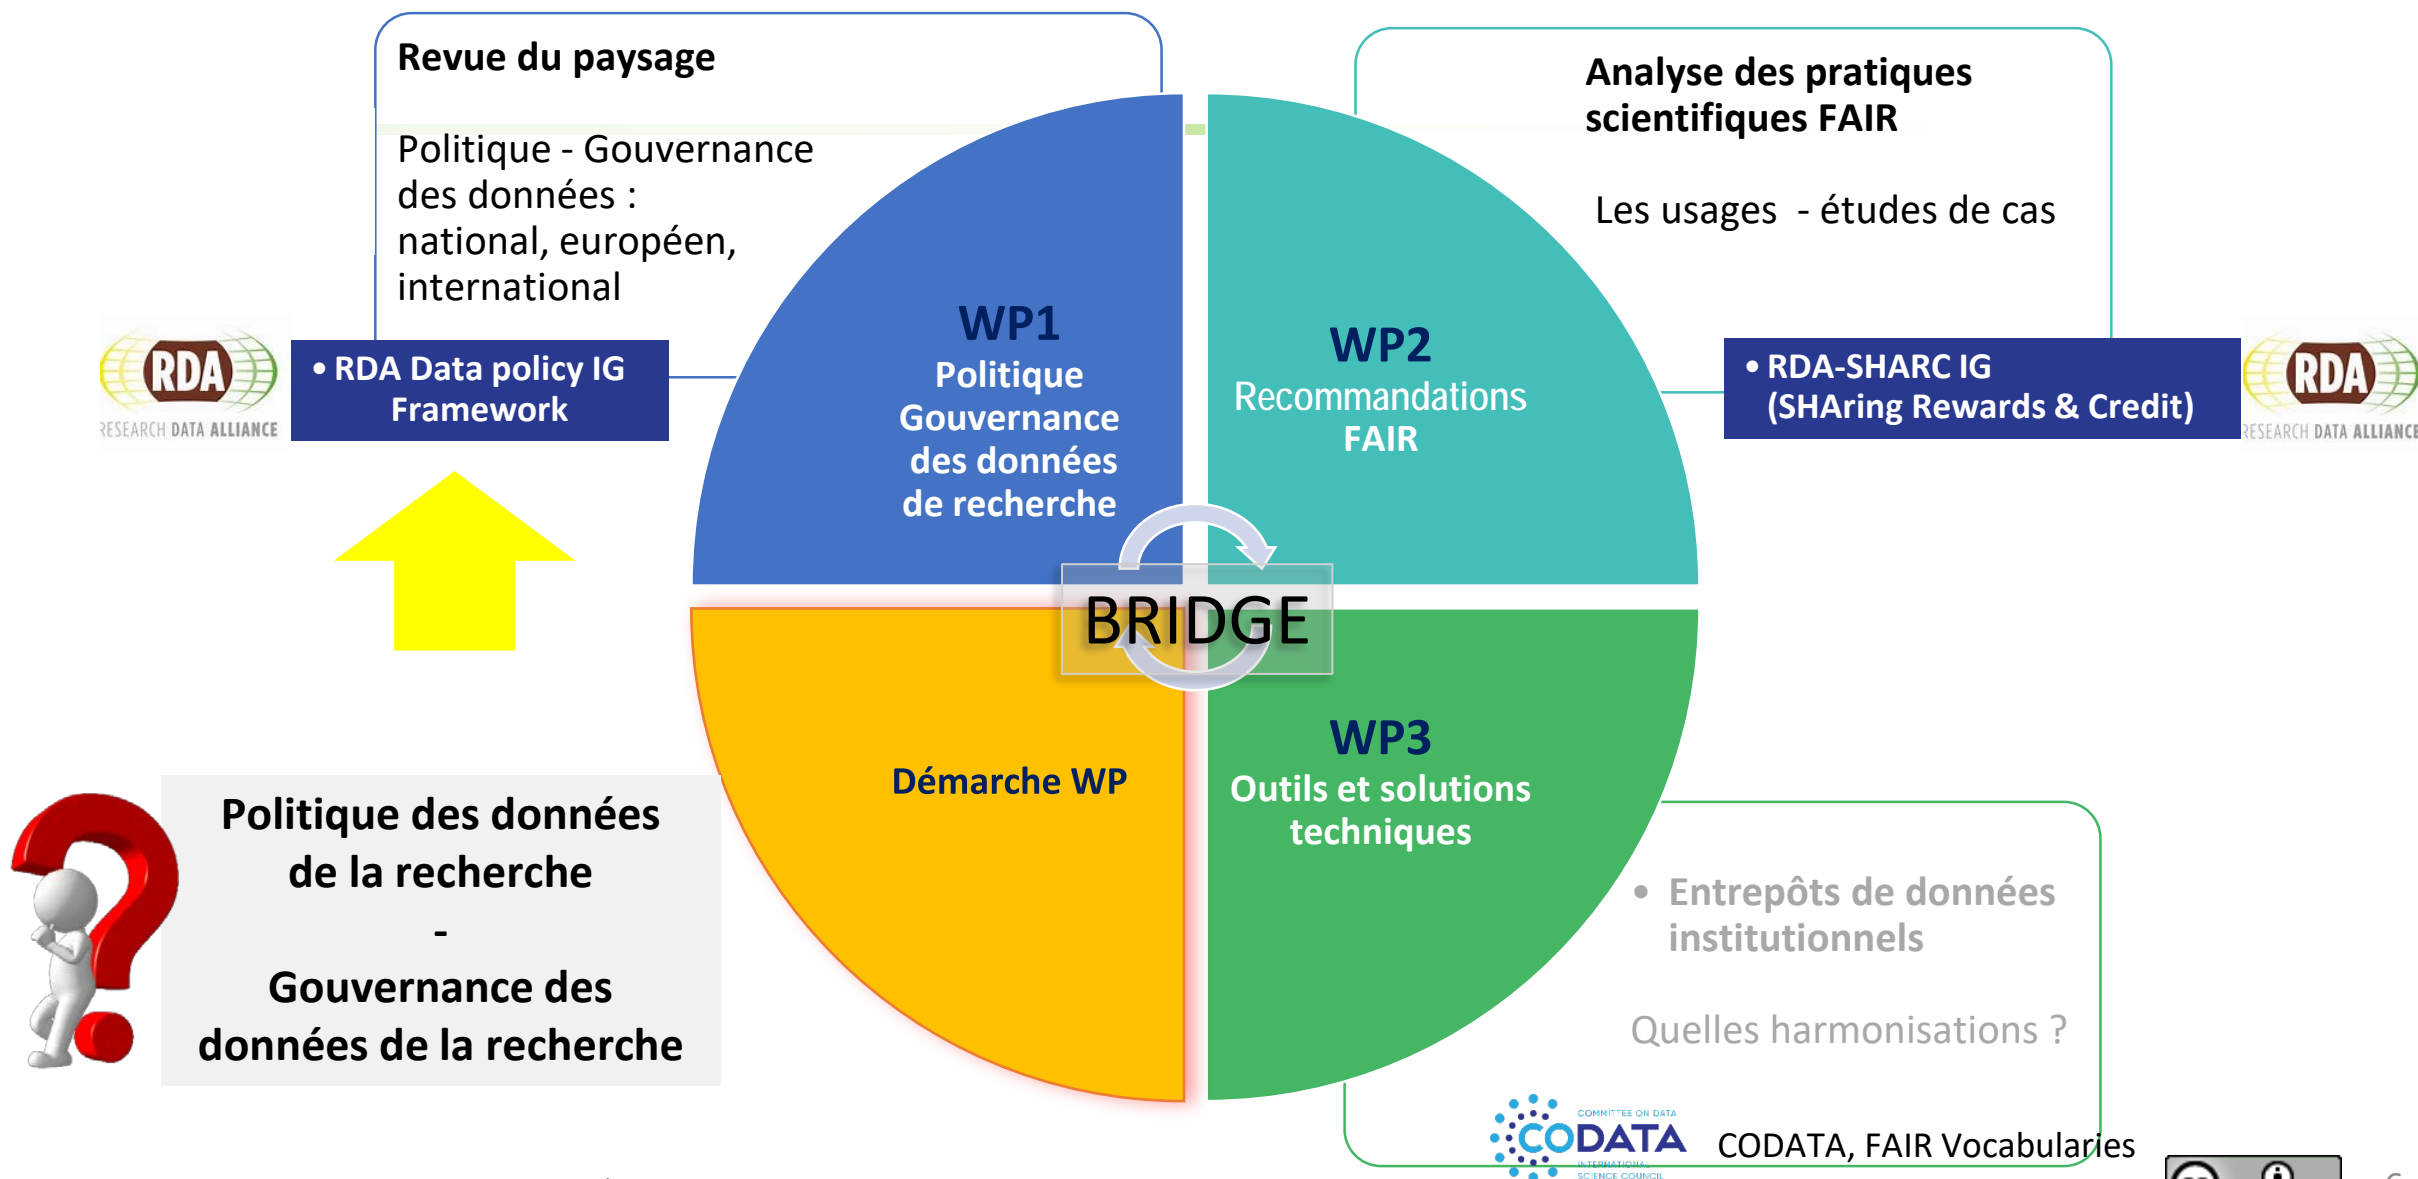 Revue du paysage
Politique - Gouvernance
des données :
national, européen,
international
RDA
RESEARCH DATA ALLIANCE
• RDA Data policy IG
Framework
WP1
Politique
Gouvernance
des données
de recherche
Analyse des pratiques
scientifiques FAIR
Les usages - études de cas
WP2
Recommandations
FAIR
• RDA-SHARC IG
(SHAring Rewards & Credit)
RDA
RESEARCH DATA ALLIANCE
BRIDGE
Démarche WP
WP3
Outils et solutions
techniques
Politique des données
de la recherche
-
Gouvernance des
données de la recherche
• Entrepôts de données
institutionnels
Quelles harmonisations ?
COMMITTEE ON DATA
CODATA
INTERNATIONAL
SCIENCE COUNCIL
CODATA, FAIR Vocabularies